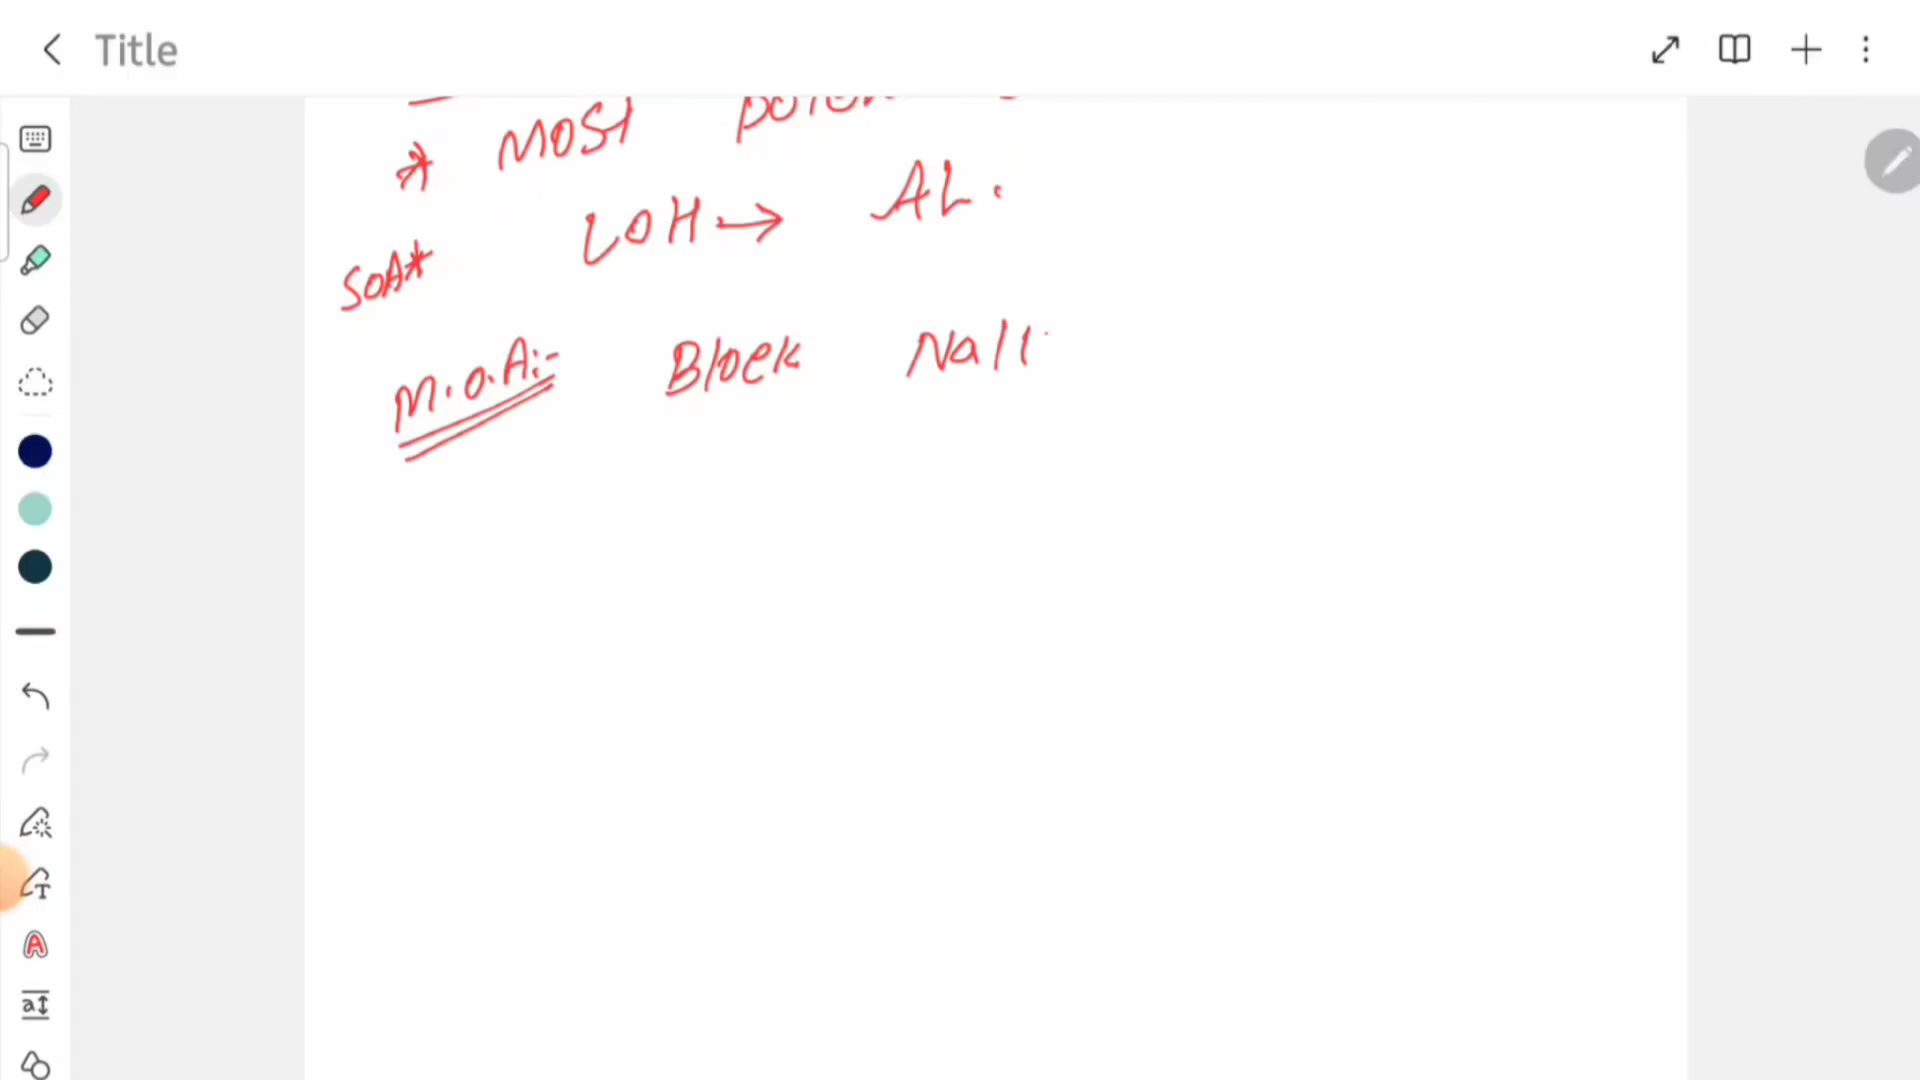 Title
* MOST
LOH → AL.
SOA*
M.O.A:- Block Na/